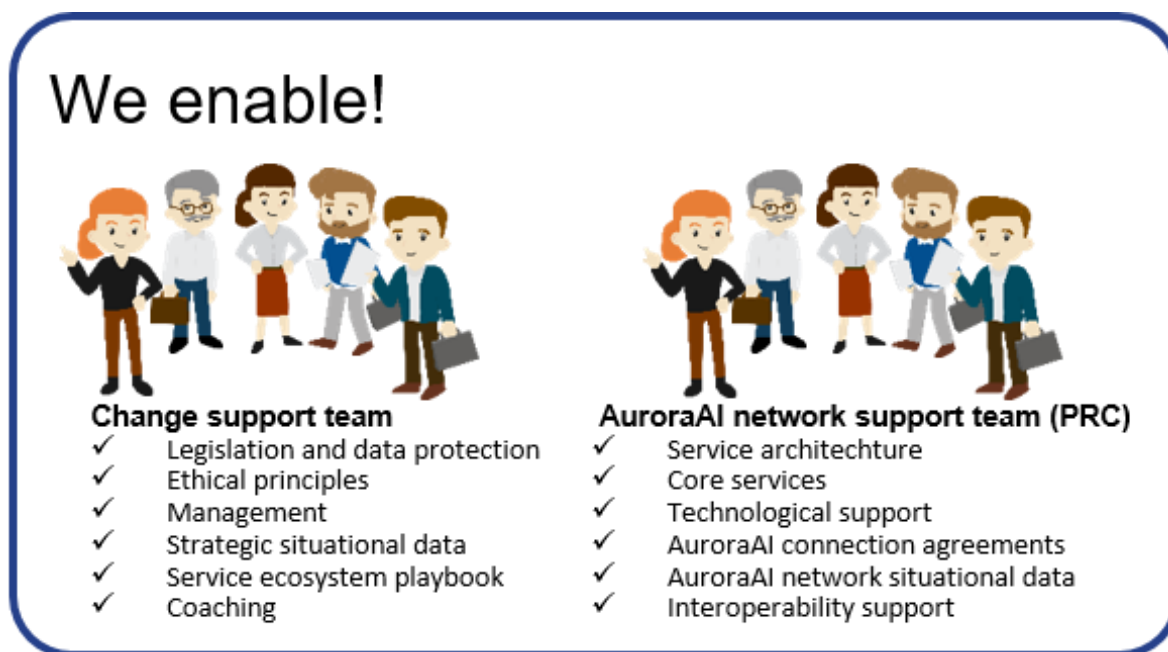 We enable!
Change support team
✓ Legislation and data protection
✓ Ethical principles
✓ Management
✓ Strategic situational data
✓ Service ecosystem playbook
✓ Coaching
AuroraAI network support team (PRC)
✓ Service architechture
✓ Core services
✓ Technological support
✓ AuroraAI connection agreements
✓ AuroraAI network situational data
✓ Interoperability support